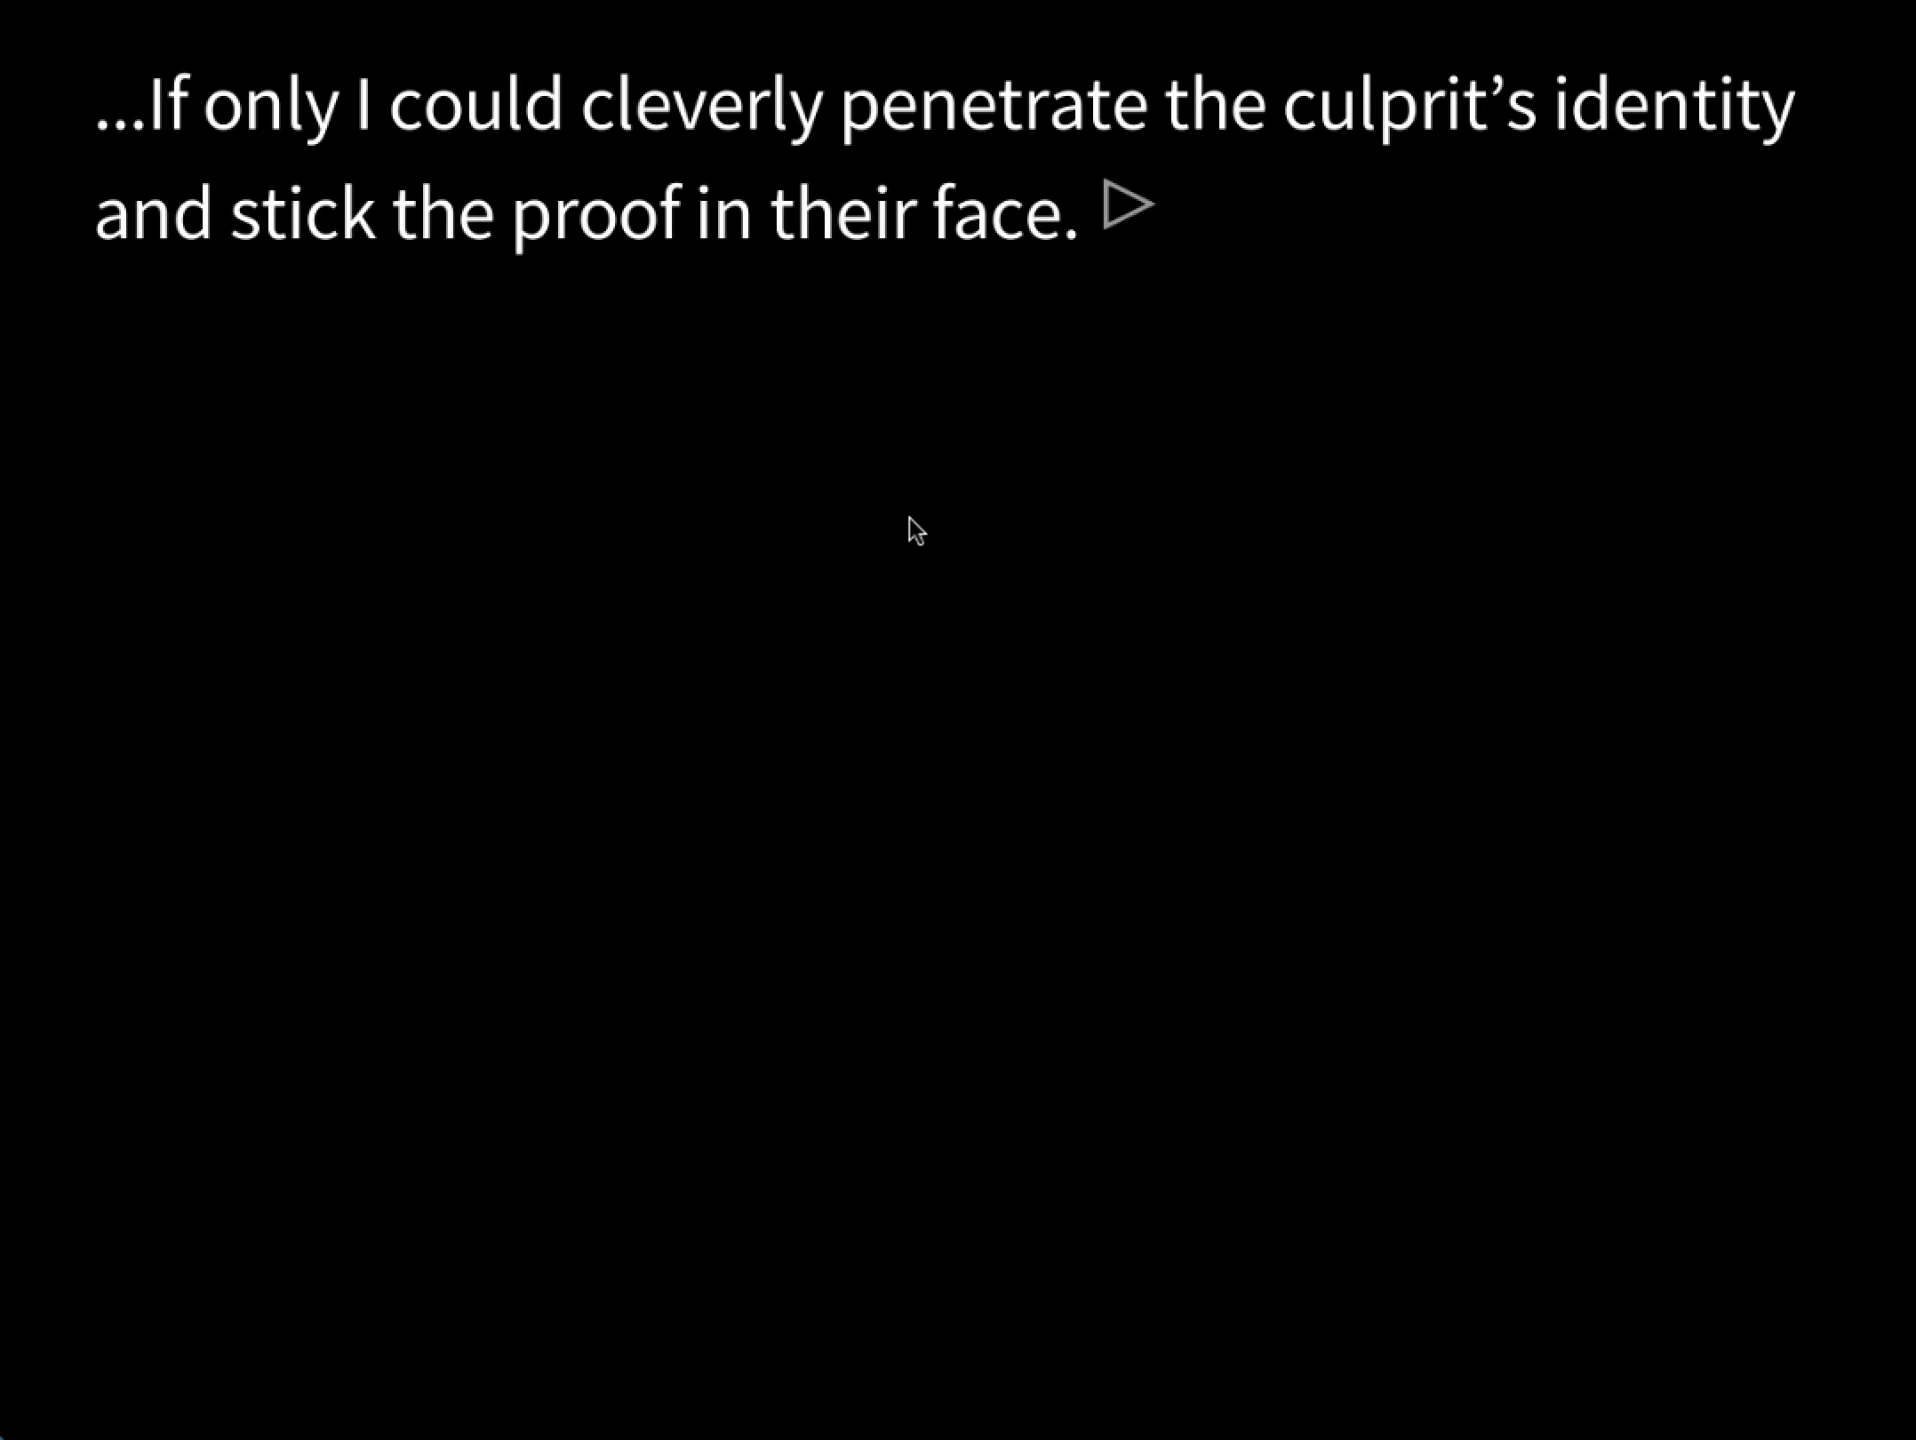 ...If only I could cleverly penetrate the culprit’s identity
and stick the proof in their face.